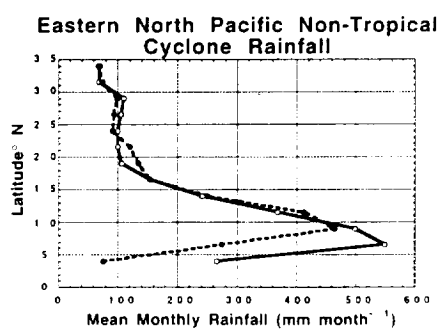 Eastern North Pacific Non-Tropical
Cyclone Rainfall
35
30
25
20
15
10
5
0
Latitude° N
0 100 200 300 400 500 600
Mean Monthly Rainfall (mm month⁻¹)